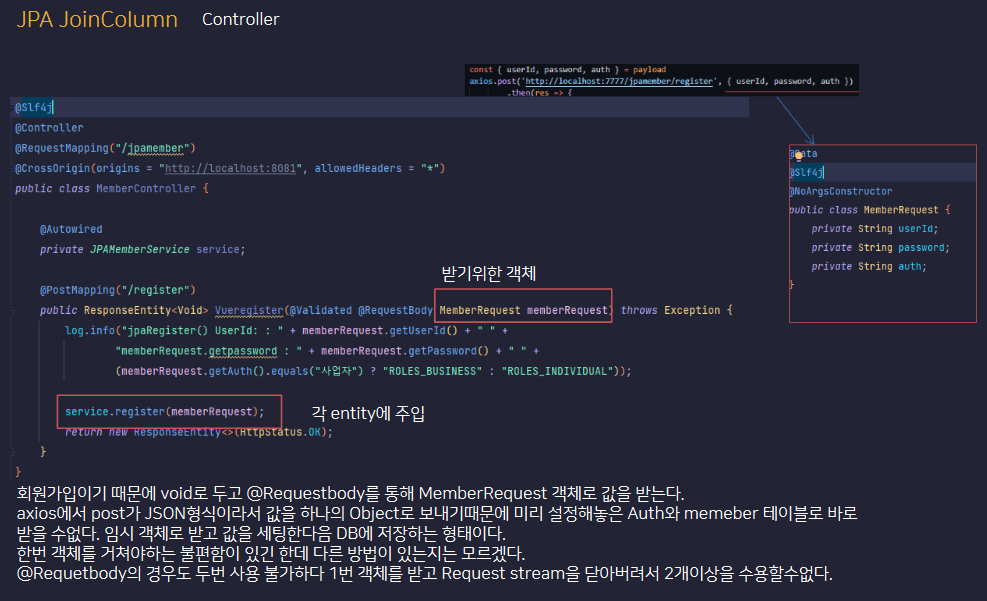 JPA JoinColumn Controller
const { userId, password, auth } = payload
axios.post('http://localhost:7777/jpamember/register', { userId, password, auth })
.then(res => {
@Slf4j
@Controller
@RequestMapping("/jpamember")
@CrossOrigin(origins = "http://localhost:8081", allowedHeaders = "*")
public class MemberController {
@Autowired
private JPAMemberService service;
@Data
@Slf4j
@NoArgsConstructor
public class MemberRequest {
private String userId;
private String password;
private String auth;
}
받기위한 객체
@PostMapping("/register")
public ResponseEntity<Void> Vueregister(@Validated @RequestBody MemberRequest memberRequest) throws Exception {
log.info("jpaRegister() UserId: : " + memberRequest.getUserId() + " " +
"memberRequest.getpassword : " + memberRequest.getPassword() + " " +
(memberRequest.getAuth().equals("사업자") ? "ROLES_BUSINESS" : "ROLES_INDIVIDUAL"));
service.register(memberRequest); 각 entity에 주입
return new ResponseEntity<>(HttpStatus.OK);
}
}
회원가입이기 때문에 void로 두고 @Requestbody를 통해 MemberRequest 객체로 값을 받는다.
axios에서 post가 JSON형식이라서 값을 하나의 Object로 보내기때문에 미리 설정해놓은 Auth와 memeber 테이블로 바로
받을 수없다. 임시 객체로 받고 값을 세팅한다음 DB에 저장하는 형태이다.
한번 객체를 거쳐야하는 불편함이 있긴 한데 다른 방법이 있는지는 모르겠다.
@Requetbody의 경우도 두번 사용 불가하다 1번 객체를 받고 Request stream을 닫아버려서 2개이상을 수용할수없다.